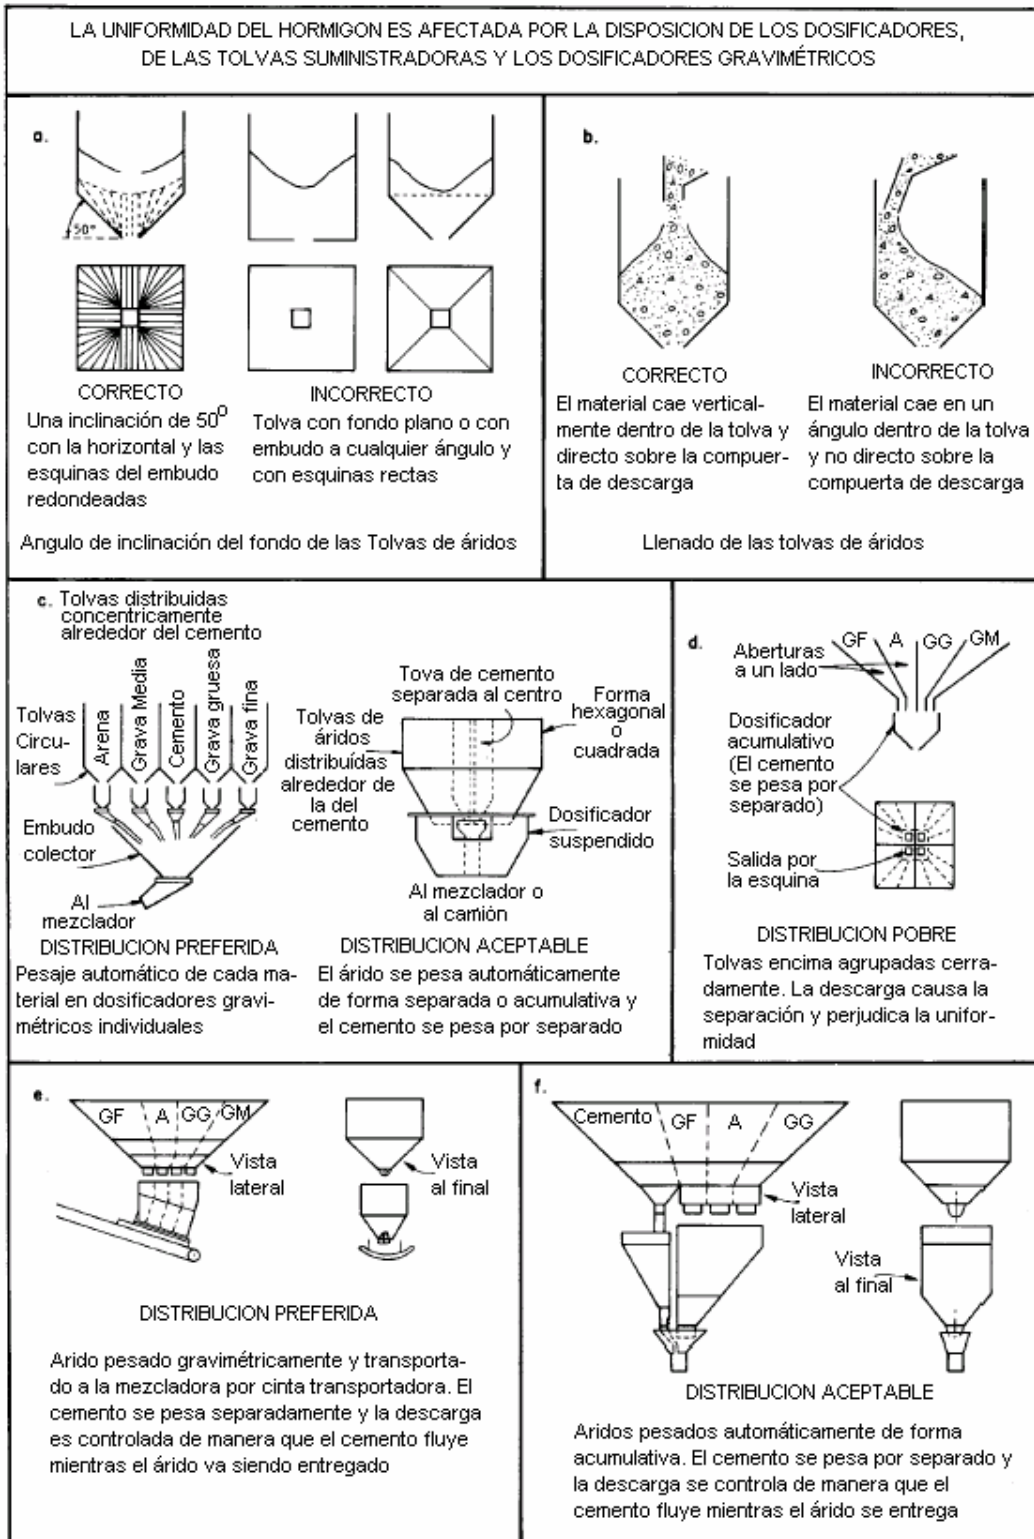 LA UNIFORMIDAD DEL HORMIGON ES AFECTADA POR LA DISPOSICION DE LOS DOSIFICADORES,
DE LAS TOLVAS SUMINISTRADORAS Y LOS DOSIFICADORES GRAVIMÉTRICOS
a.
50°
CORRECTO
Una inclinación de 50⁰
con la horizontal y las
esquinas del embudo
redondeadas
INCORRECTO
Tolva con fondo plano o con
embudo a cualquier ángulo y
con esquinas rectas
Angulo de inclinación del fondo de las Tolvas de áridos
b.
CORRECTO
El material cae vertical-
mente dentro de la tolva y
directo sobre la compuer-
ta de descarga
INCORRECTO
El material cae en un
ángulo dentro de la tolva
y no directo sobre la
compuerta de descarga
Llenado de las tolvas de áridos
c. Tolvas distribuidas
concentricamente
alrededor del cemento
Tolvas
Circu-
lares
Arena
Grava Media
Cemento
Grava gruesa
Grava fina
Embudo
colector
Al
mezclador
DISTRIBUCION PREFERIDA
Pesaje automático de cada ma-
terial en dosificadores gravi-
métricos individuales
Tova de cemento
separada al centro
Tolvas de
áridos
distribuídas
alrededor de
la del
cemento
Forma
hexagonal
o
cuadrada
Dosificador
suspendido
Al mezclador o
al camión
DISTRIBUCION ACEPTABLE
El árido se pesa automáticamente
de forma separada o acumulativa y
el cemento se pesa por separado
d.
GF A GG GM
Aberturas
a un lado
Dosificador
acumulativo
(El cemento
se pesa por
separado)
Salida por
la esquina
DISTRIBUCION POBRE
Tolvas encima agrupadas cerra-
damente. La descarga causa la
separación y perjudica la unifor-
midad
e.
GF A GG GM
Vista
lateral
Vista
al final
DISTRIBUCION PREFERIDA
Arido pesado gravimétricamente y transporta-
do a la mezcladora por cinta transportadora. El
cemento se pesa separadamente y la descarga
es controlada de manera que el cemento fluye
mientras el árido va siendo entregado
f.
Cemento GF A GG
Vista
lateral
Vista
al final
DISTRIBUCION ACEPTABLE
Aridos pesados automáticamente de forma
acumulativa. El cemento se pesa por separado y
la descarga se controla de manera que el
cemento fluye mientras el árido se entrega